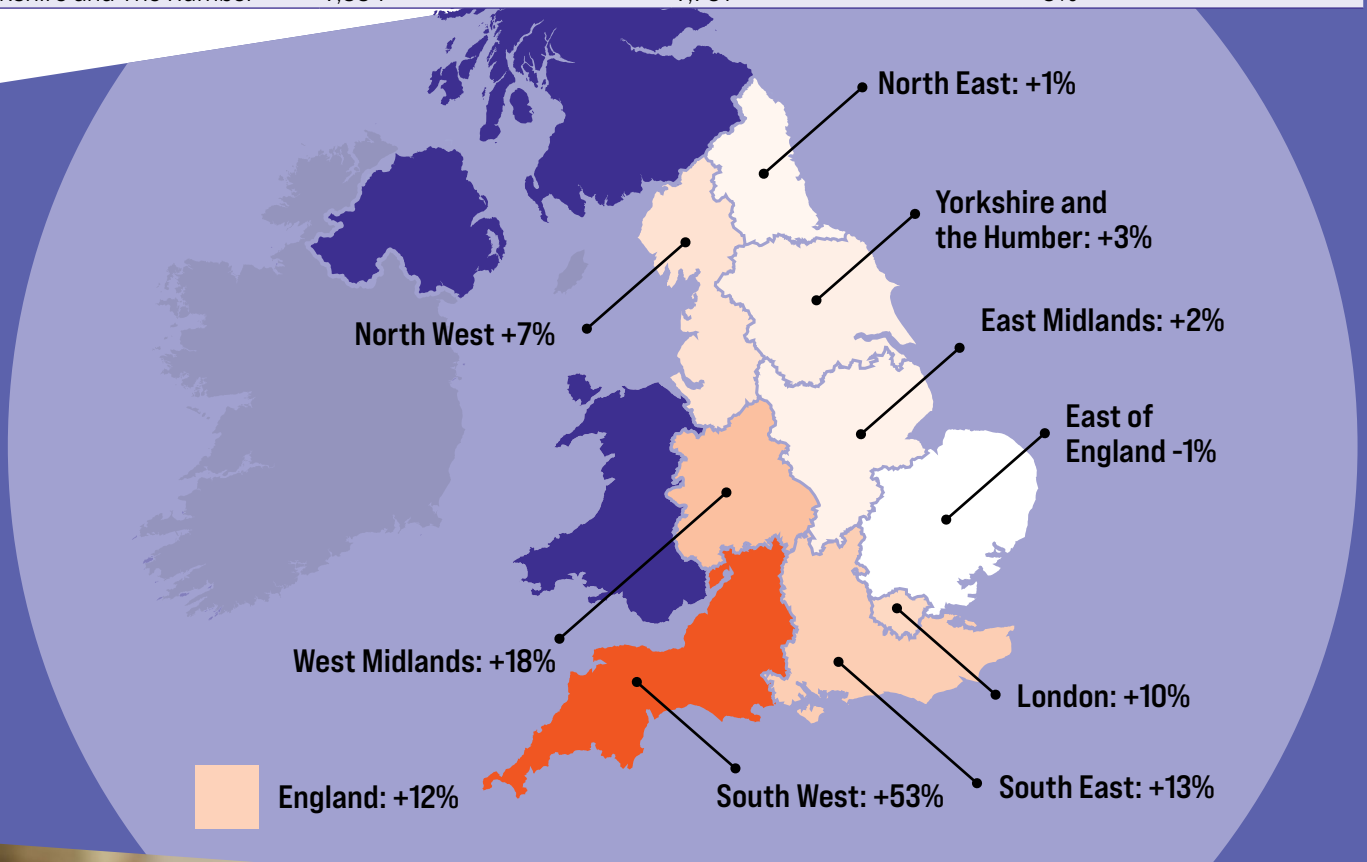 North East: +1%
Yorkshire and
the Humber: +3%
East Midlands: +2%
North West +7%
East of
England -1%
West Midlands: +18%
London: +10%
England: +12%
South West: +53%
South East: +13%